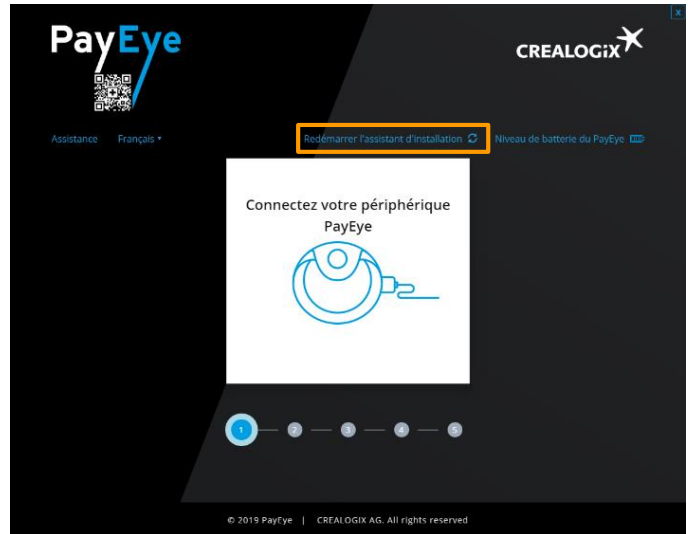 PayEye
CREALOGiX
x
Assistance Français
Redémarrer l'assistant d'installation
Niveau de batterie du PayEye
Connectez votre périphérique
PayEye
1 2 3 4 5
© 2019 PayEye | CREALOGIX AG. All rights reserved